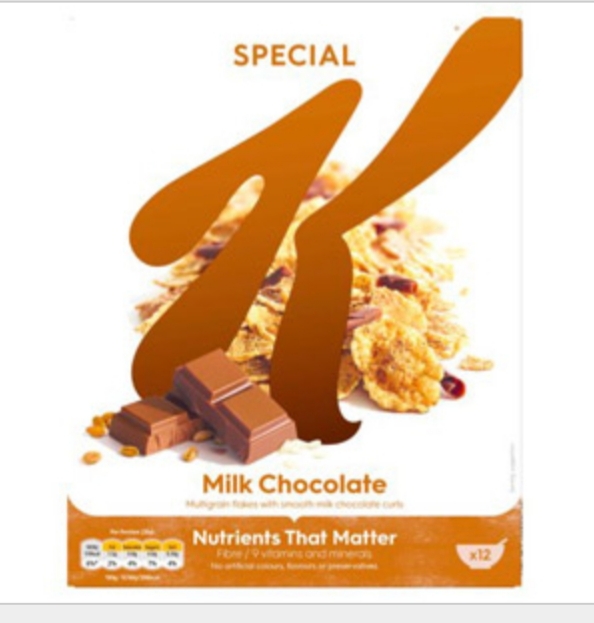 SPECIAL
K
Milk Chocolate
Multigrain flakes with smooth milk chocolate curls
Nutrients That Matter
Fibre / 9 vitamins and minerals
No artificial colours, flavours or preservatives.
x12